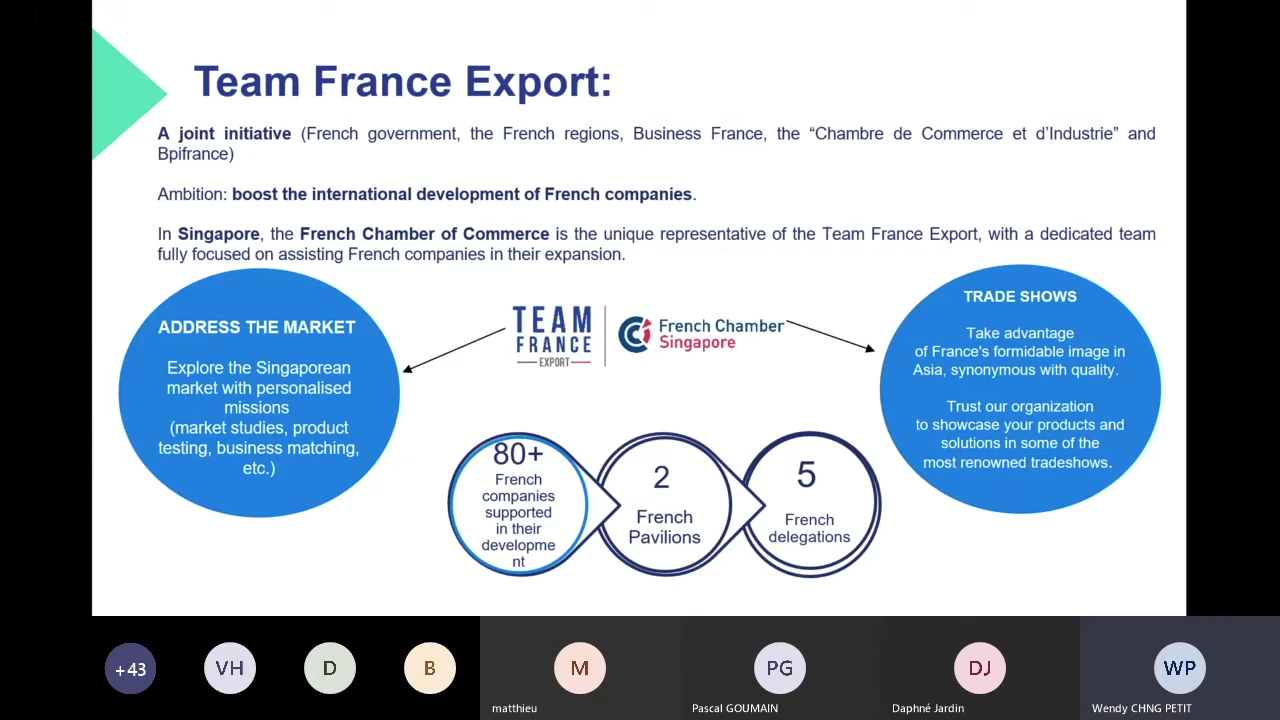 Team France Export:
A joint initiative (French government, the French regions, Business France, the “Chambre de Commerce et d’Industrie” and
Bpifrance)
Ambition: boost the international development of French companies.
In Singapore, the French Chamber of Commerce is the unique representative of the Team France Export, with a dedicated team
fully focused on assisting French companies in their expansion.
ADDRESS THE MARKET
Explore the Singaporean
market with personalised
missions
(market studies, product
testing, business matching,
etc.)
TEAM
FRANCE
EXPORT
French Chamber
Singapore
TRADE SHOWS
Take advantage
of France's formidable image in
Asia, synonymous with quality.
Trust our organization
to showcase your products and
solutions in some of the
most renowned tradeshows.
80+
French
companies
supported
in their
developme
nt
2
French
Pavilions
5
French
delegations
+43
VH
D
B
M
matthieu
PG
Pascal GOUMAIN
DJ
Daphné Jardin
WP
Wendy CHNG PETIT